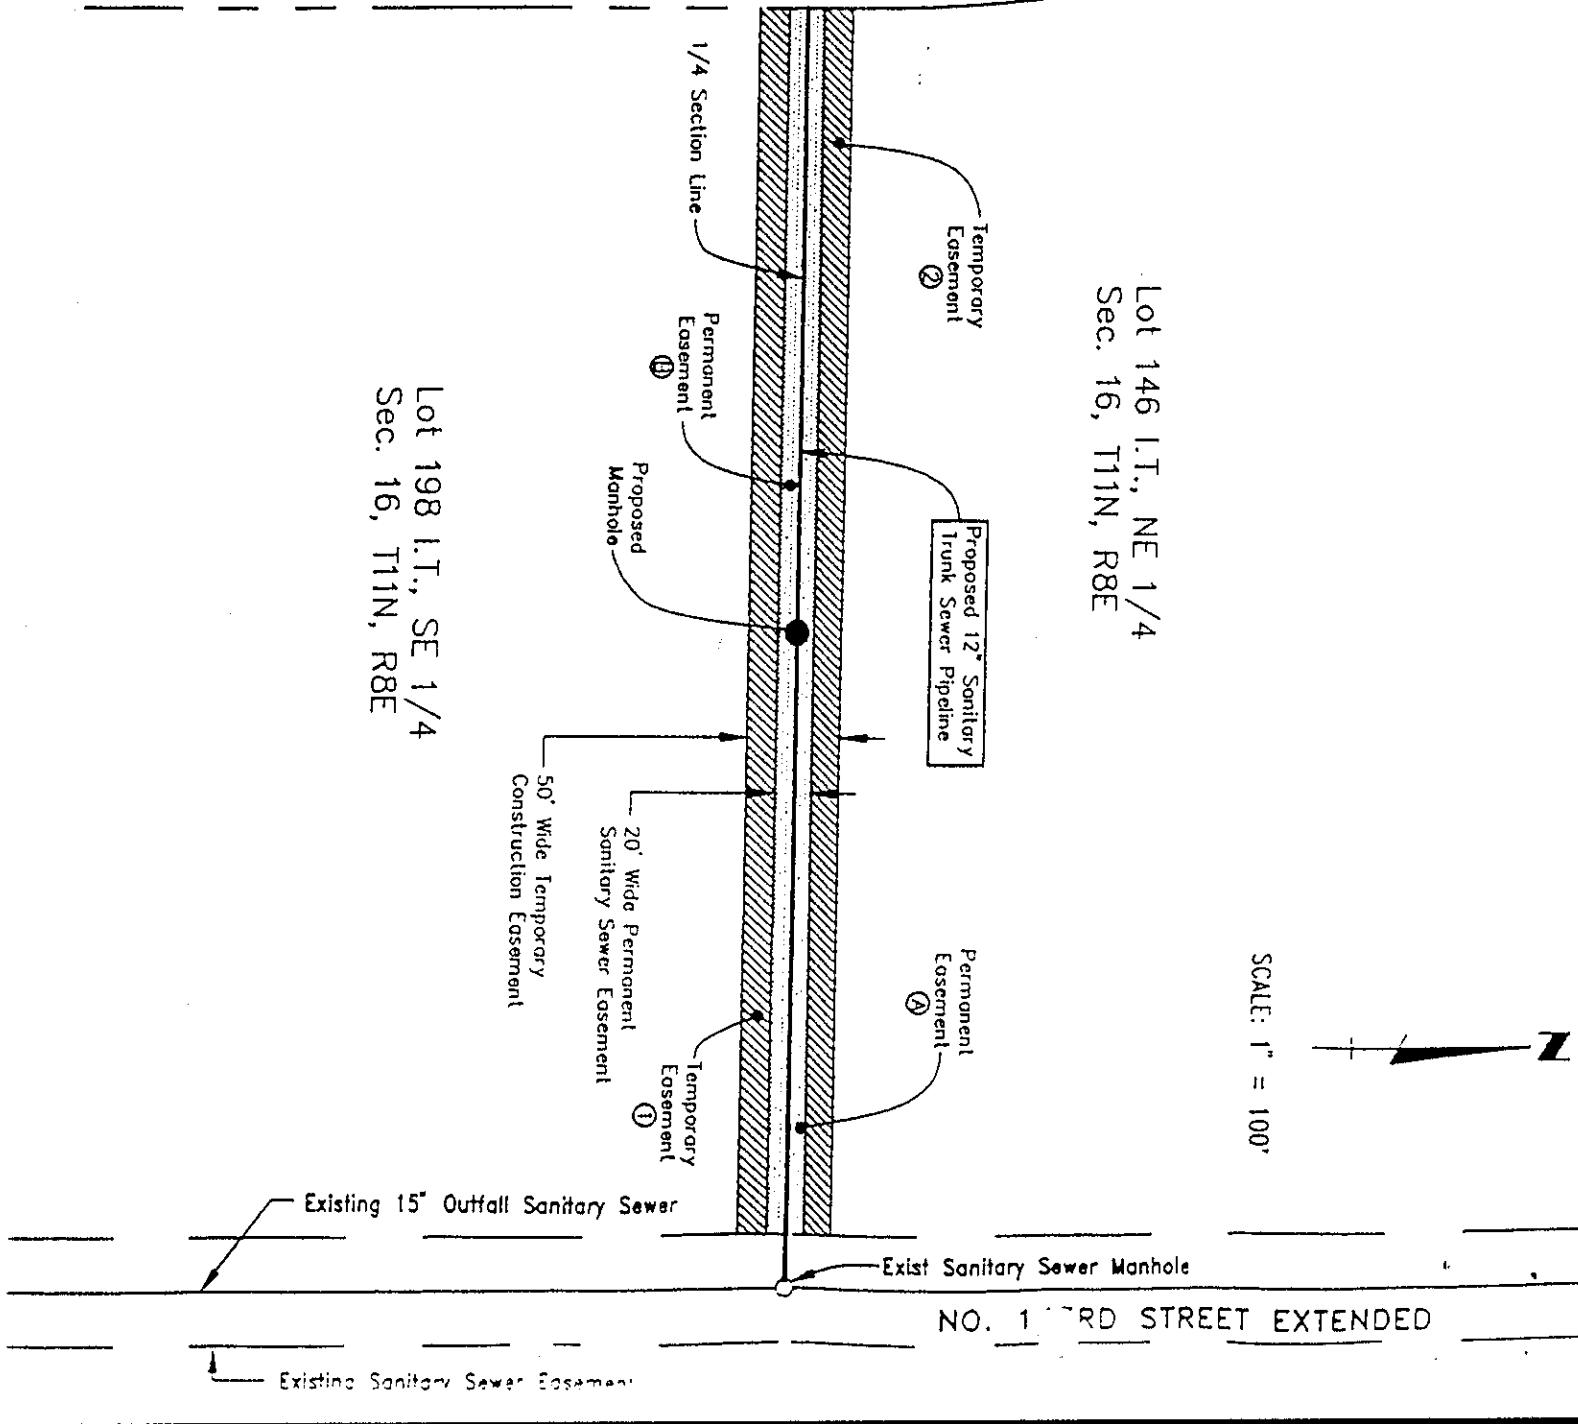 1/4 Section Line
Temporary
Easement
②
Lot 146 I.T., NE 1/4
Sec. 16, T11N, R8E
Permanent
Easement
Ⓑ
Lot 198 I.T., SE 1/4
Sec. 16, T11N, R8E
Proposed
Manhole
Proposed 12" Sanitary
Trunk Sewer Pipeline
50' Wide Temporary
Construction Easement
20' Wide Permanent
Sanitary Sewer Easement
Permanent
Easement
Ⓐ
Temporary
Easement
①
SCALE: 1" = 100'
N
Existing 15" Outfall Sanitary Sewer
Exist Sanitary Sewer Manhole
NO. 1 RD STREET EXTENDED
Existing Sanitary Sewer Easement